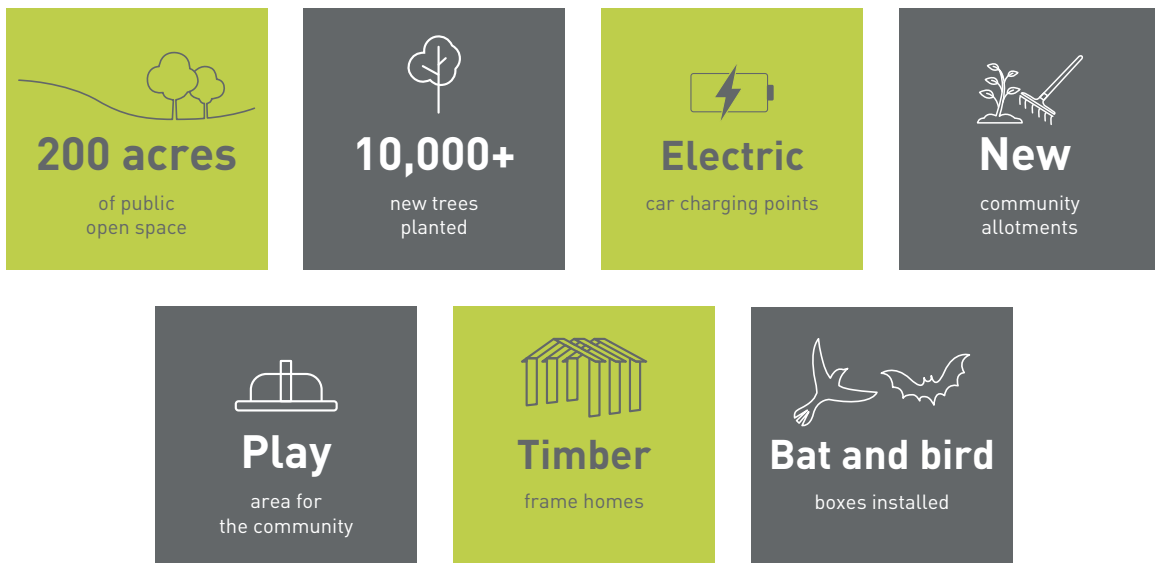 200 acres
of public
open space
10,000+
new trees
planted
Electric
car charging points
New
community
allotments
Play
area for
the community
Timber
frame homes
Bat and bird
boxes installed